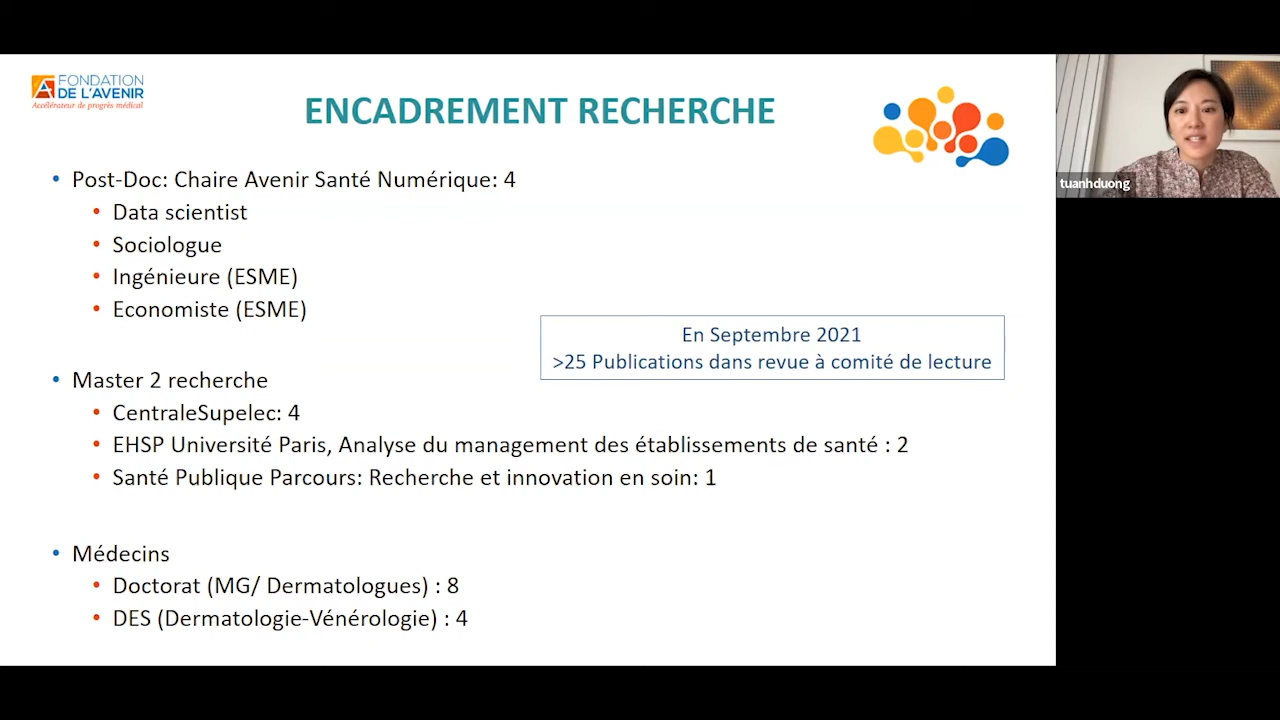 FONDATION
DE L'AVENIR
Accélérateur de progrès médical
ENCADREMENT RECHERCHE
tuanhduong
• Post-Doc: Chaire Avenir Santé Numérique: 4
• Data scientist
• Sociologue
• Ingénieure (ESME)
• Economiste (ESME)
En Septembre 2021
>25 Publications dans revue à comité de lecture
• Master 2 recherche
• CentraleSupelec: 4
• EHSP Université Paris, Analyse du management des établissements de santé : 2
• Santé Publique Parcours: Recherche et innovation en soin: 1
• Médecins
• Doctorat (MG/ Dermatologues) : 8
• DES (Dermatologie-Vénérologie) : 4